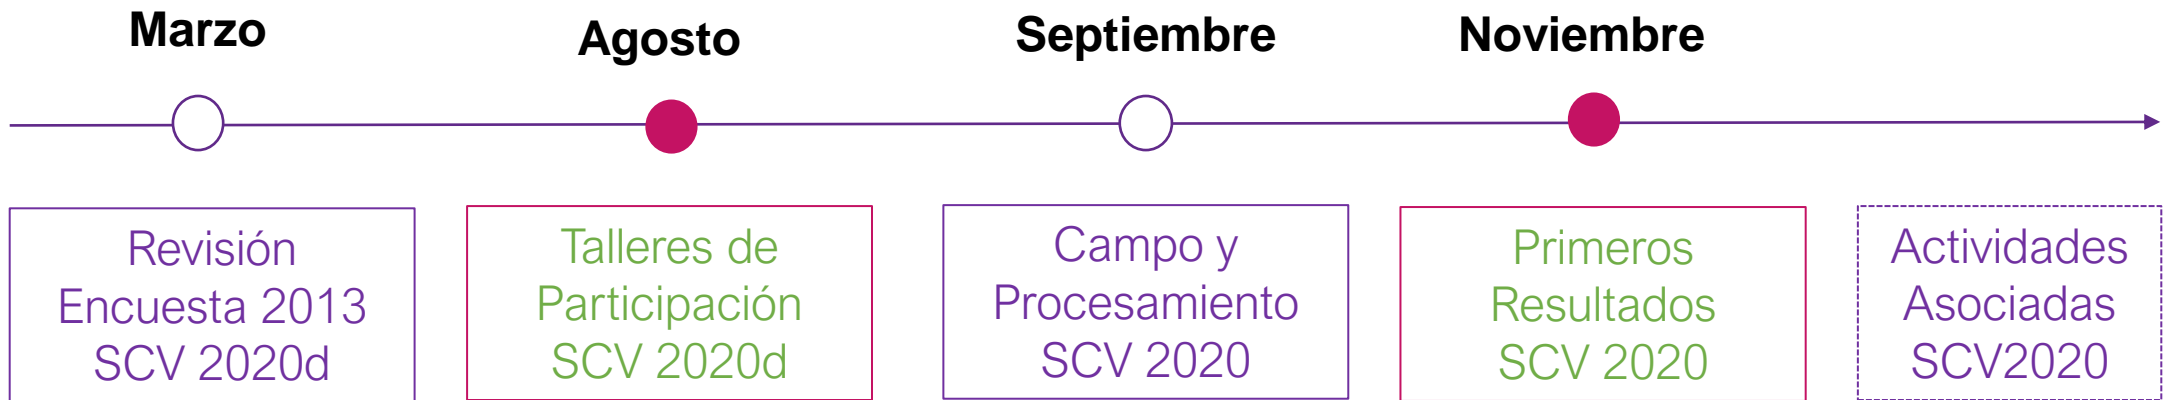 Marzo
Agosto
Septiembre
Noviembre
Revisión
Encuesta 2013
SCV 2020d
Talleres de
Participación
SCV 2020d
Campo y
Procesamiento
SCV 2020
Primeros
Resultados
SCV 2020
Actividades
Asociadas
SCV2020